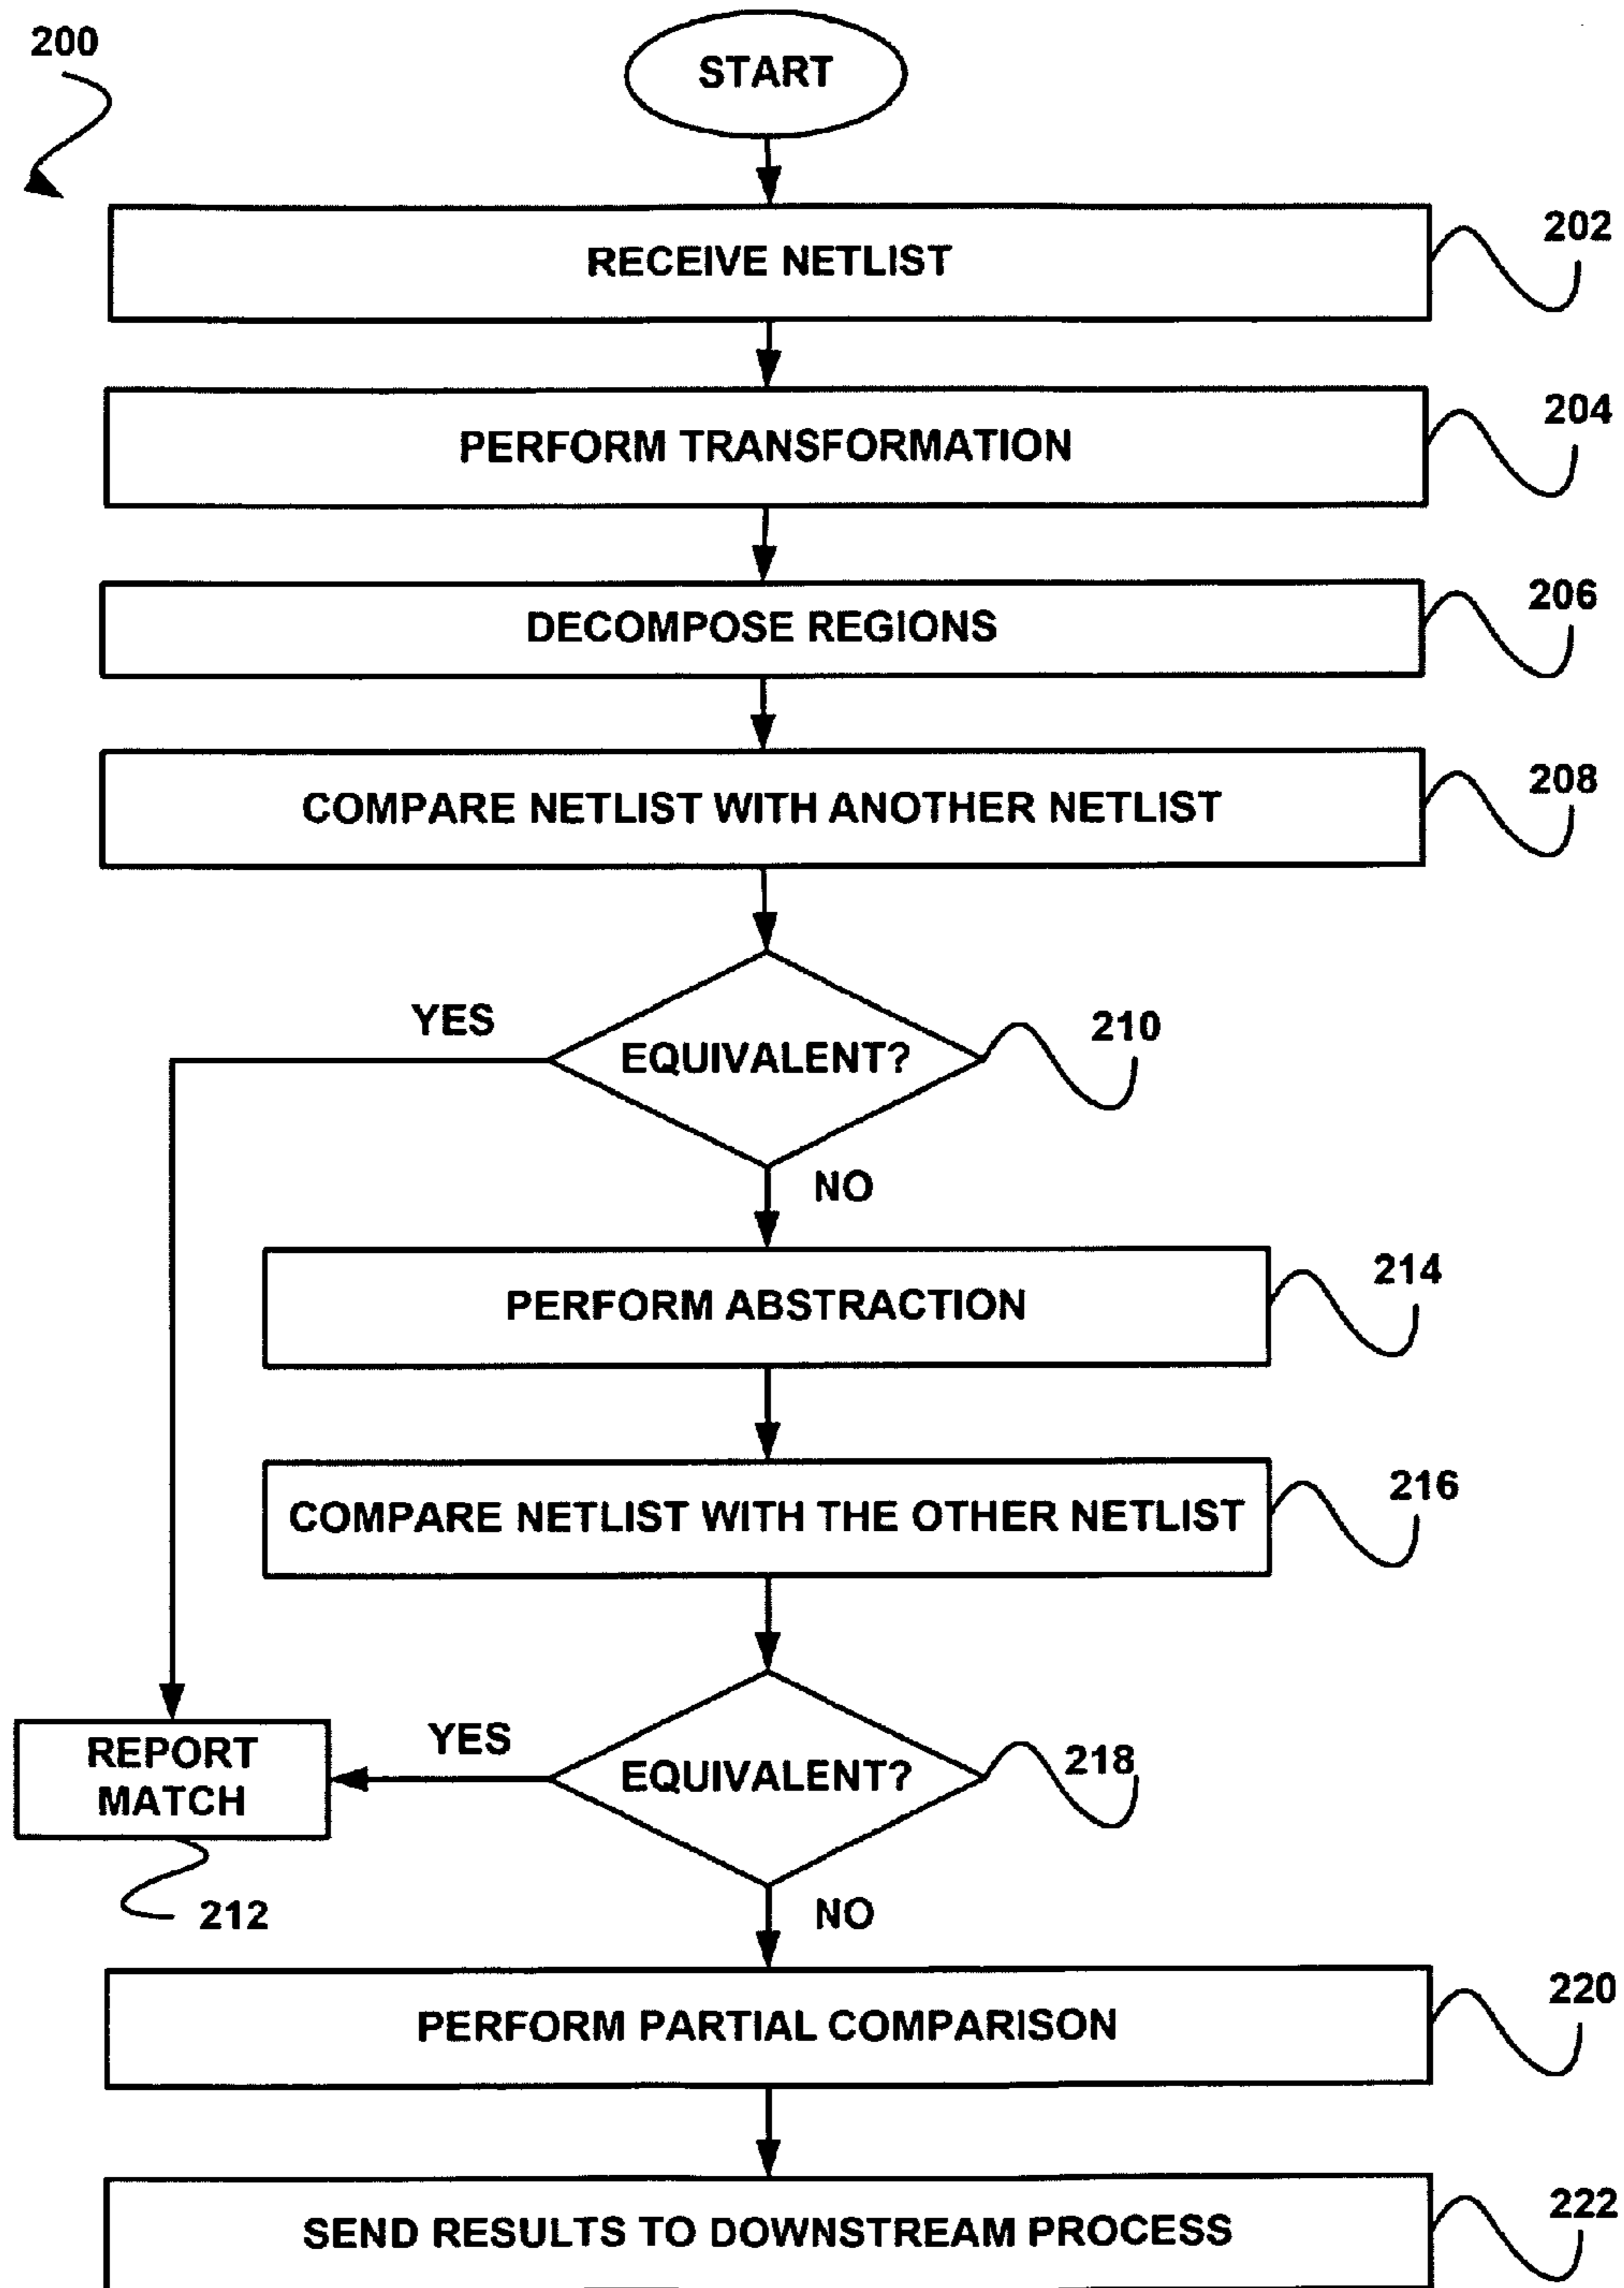 200
START
RECEIVE NETLIST
202
PERFORM TRANSFORMATION
204
DECOMPOSE REGIONS
206
COMPARE NETLIST WITH ANOTHER NETLIST
208
YES
EQUIVALENT?
210
NO
PERFORM ABSTRACTION
214
COMPARE NETLIST WITH THE OTHER NETLIST
216
REPORT
MATCH
212
YES
EQUIVALENT?
218
NO
PERFORM PARTIAL COMPARISON
220
SEND RESULTS TO DOWNSTREAM PROCESS
222